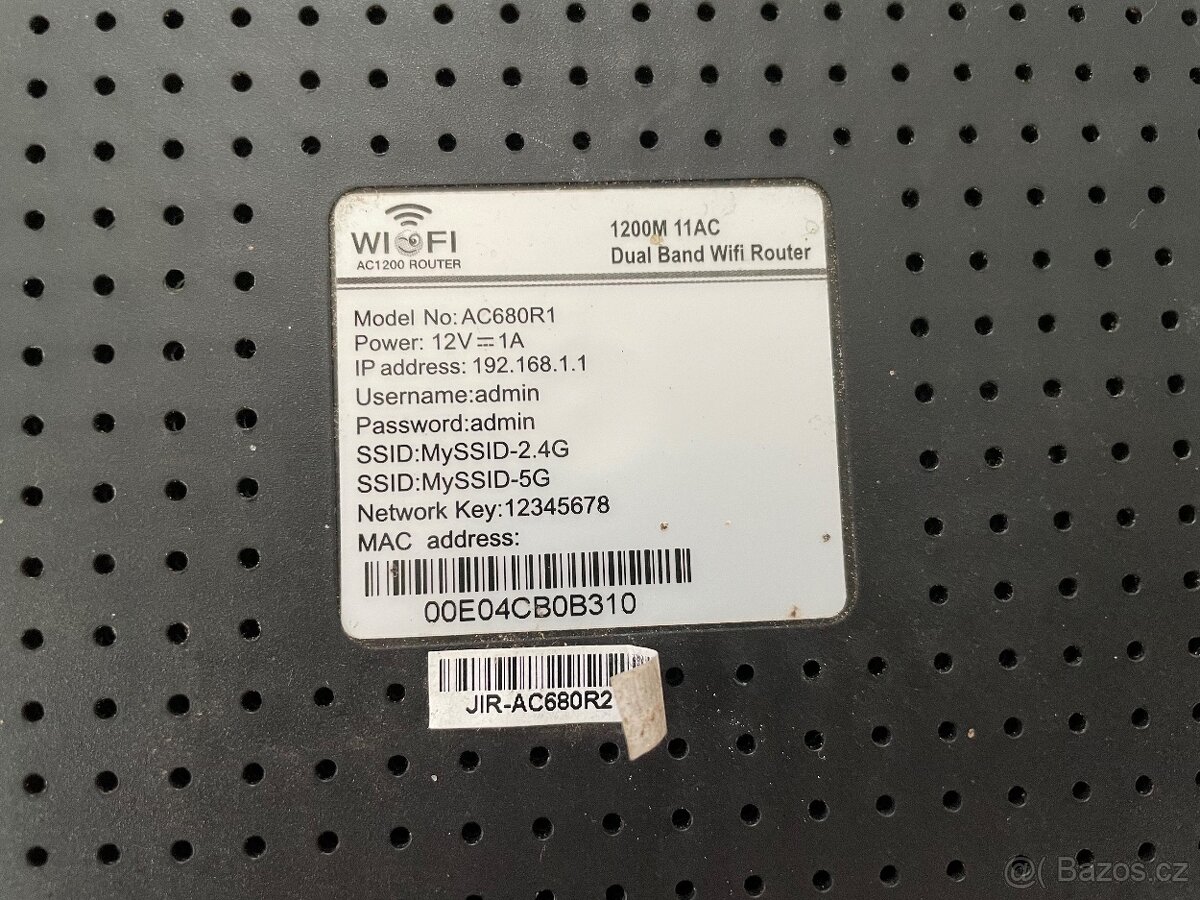 WIFI
AC1200 ROUTER
1200M 11AC
Dual Band Wifi Router
Model No: AC680R1
Power: 12V⎓1A
IP address: 192.168.1.1
Username:admin
Password:admin
SSID:MySSID-2.4G
SSID:MySSID-5G
Network Key:12345678
MAC address:
00E04CB0B310
JIR-AC680R2
@( Bazos.cz